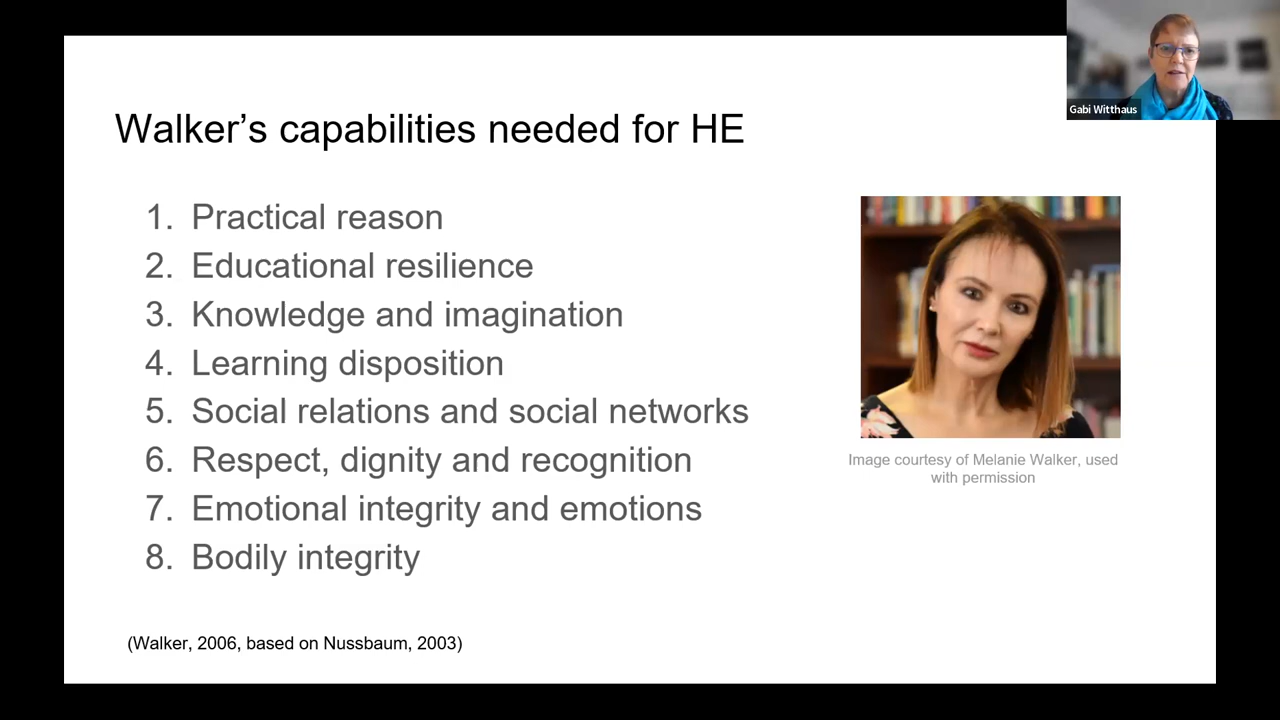 Gabi Witthaus
Walker's capabilities needed for HE
1. Practical reason
2. Educational resilience
3. Knowledge and imagination
4. Learning disposition
5. Social relations and social networks
6. Respect, dignity and recognition
7. Emotional integrity and emotions
8. Bodily integrity
Image courtesy of Melanie Walker, used
with permission
(Walker, 2006, based on Nussbaum, 2003)